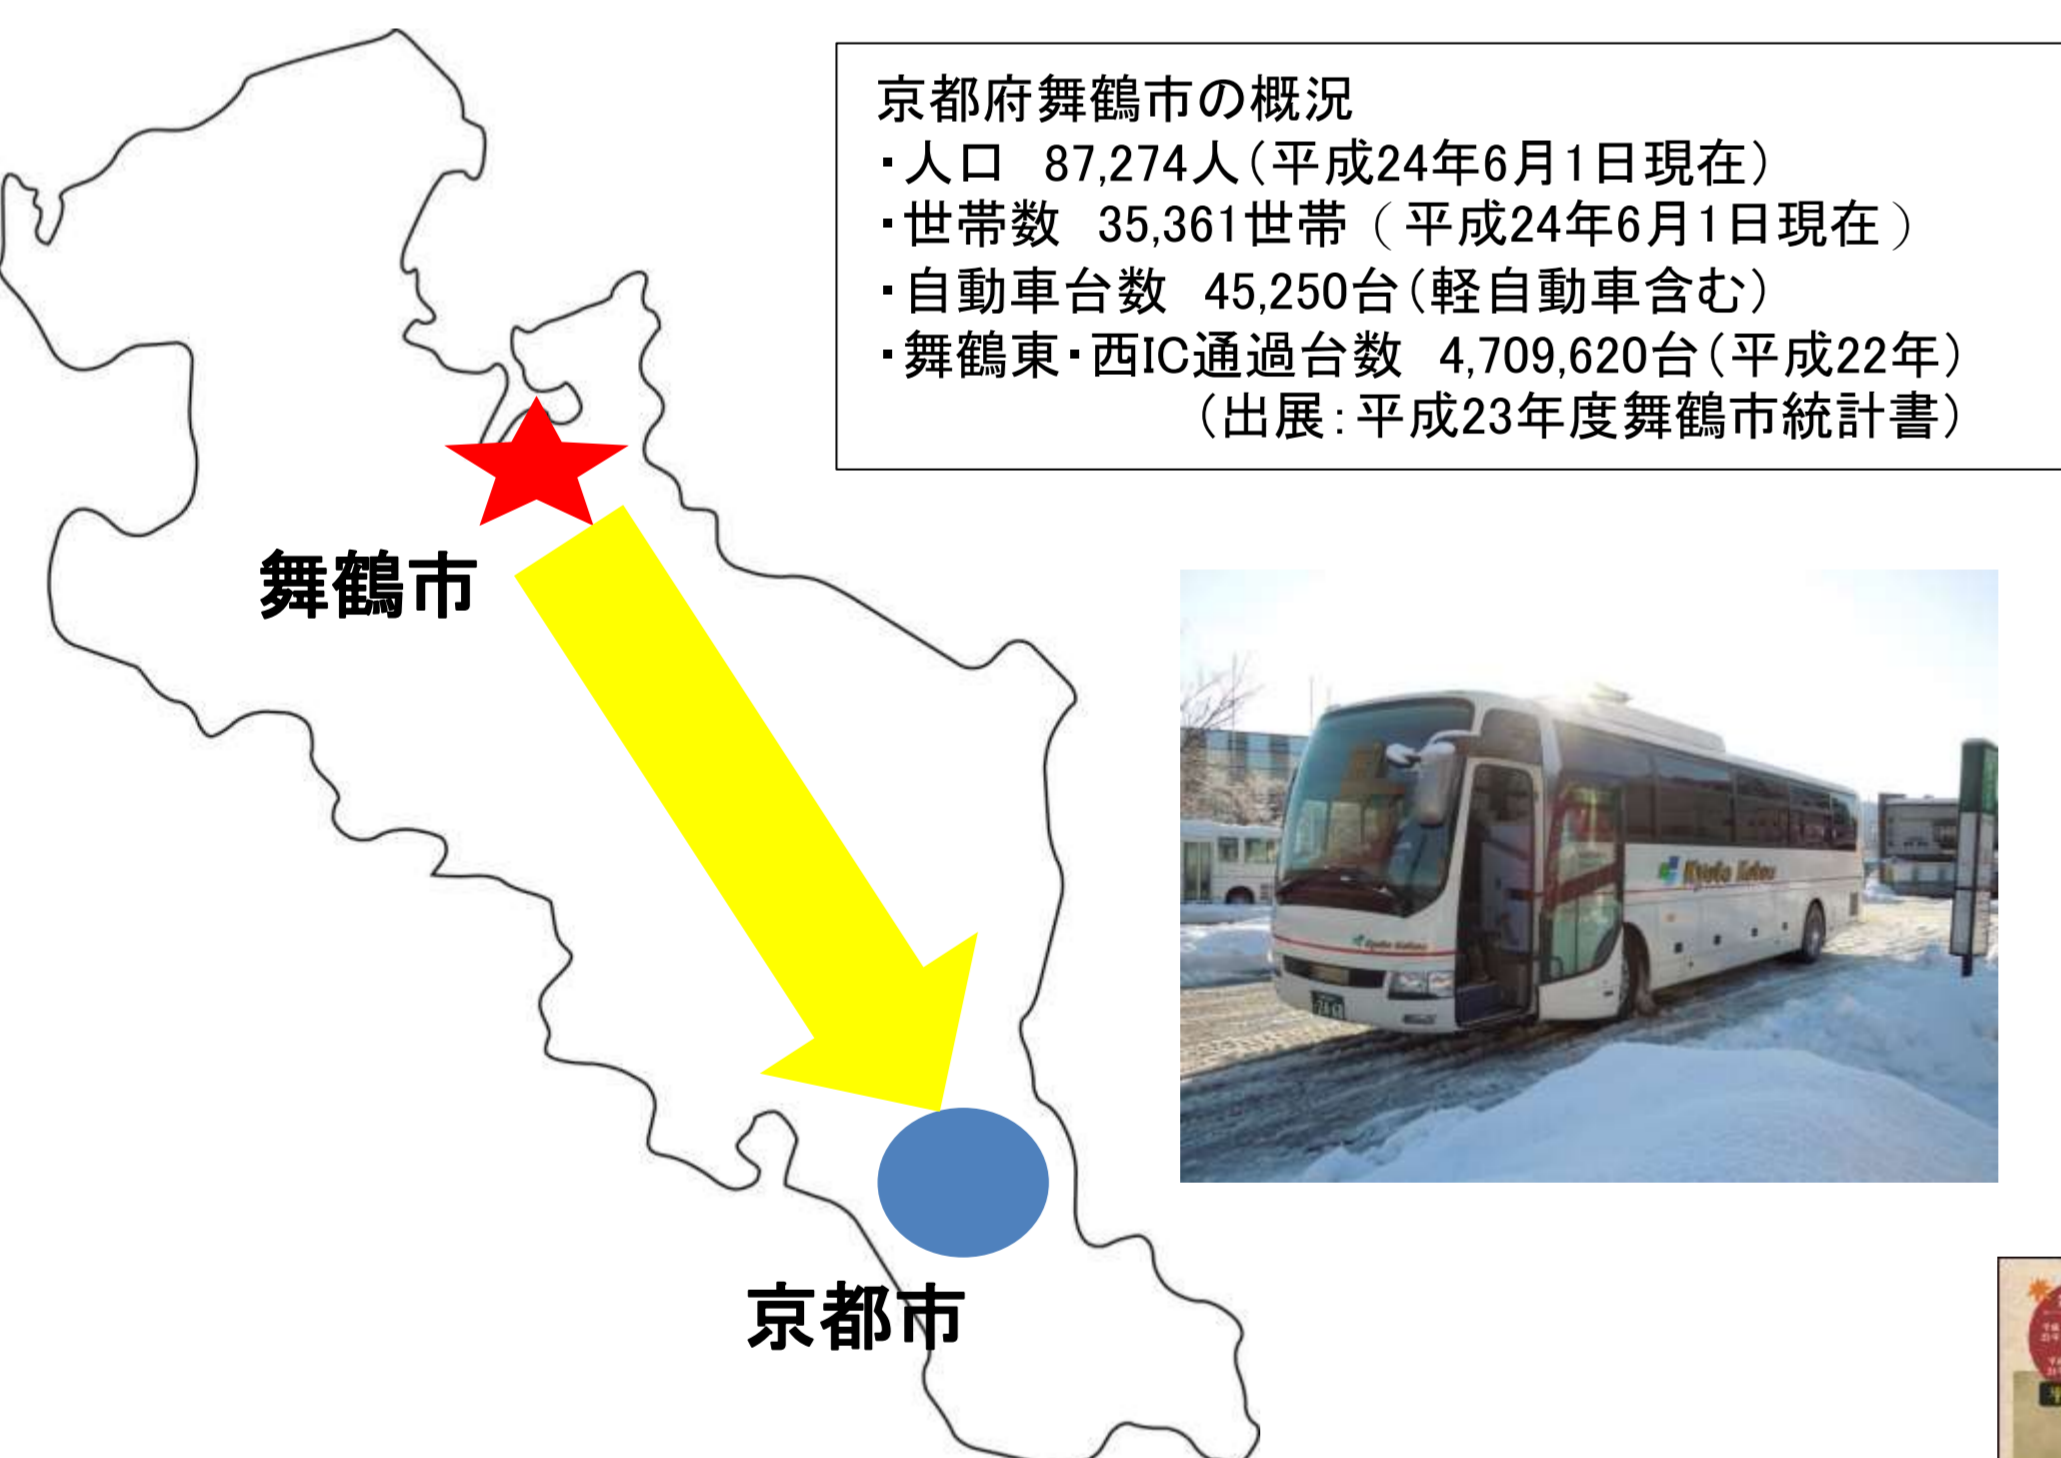 京都府舞鶴市の概況
・人口　87,274人（平成24年6月1日現在）
・世帯数　35,361世帯（平成24年6月1日現在）
・自動車台数　45,250台（軽自動車含む）
・舞鶴東・西IC通過台数　4,709,620台（平成22年）
（出展：平成23年度舞鶴市統計書）
舞鶴市
Kyoto Kotsu
京都市